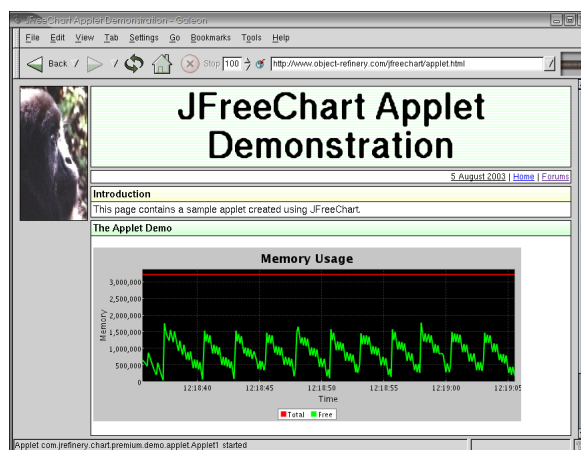 JFreeChart Applet Demonstration - Galeon
File Edit View Tab Settings Go Bookmarks Tools Help
Back Stop 100 http://www.object-refinery.com/jfreechart/applet.html
JFreeChart Applet
Demonstration
5 August 2003 | Home | Forums
Introduction
This page contains a sample applet created using JFreeChart.
The Applet Demo
Memory Usage
Memory
3,000,000
2,500,000
2,000,000
1,500,000
1,000,000
500,000
0
12:18:40 12:18:45 12:18:50 12:18:55 12:19:00 12:19:05
Time
Total Free
Applet com.jrefinery.chart.premium.demo.applet.Applet1 started